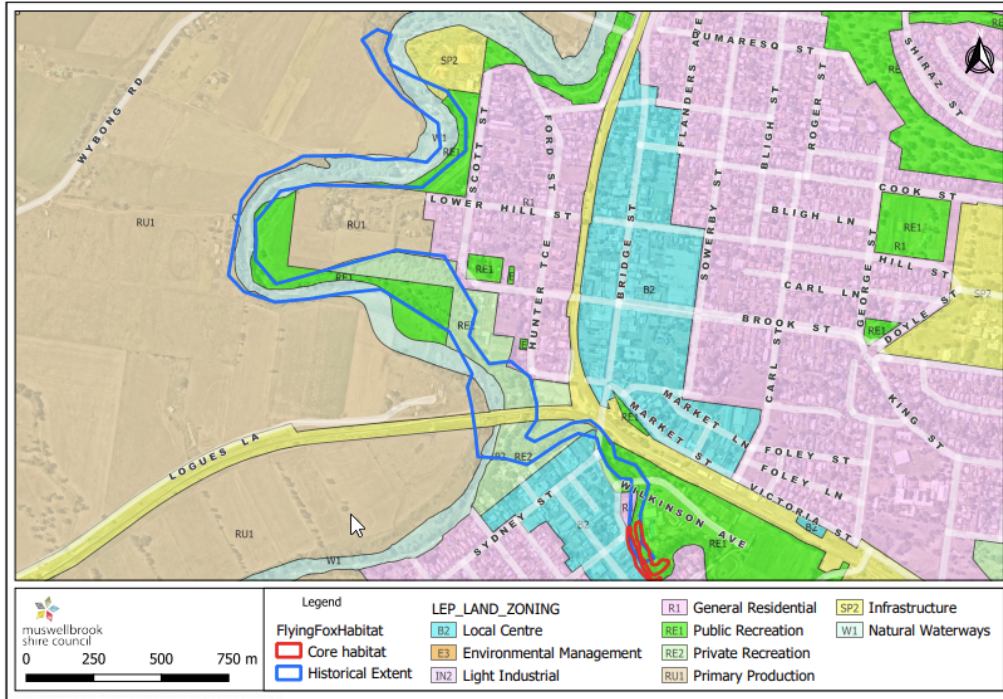 DUMARESQ ST
FLANDERS AVE
SHIRAZ ST
RE1
RE
SP2
WYBONG RD
W1
RE1
SCOTT ST
FORD ST
BLIGH ST
ROGER ST
R1
COOK ST
RU1
RU1
LOWER HILL ST
BLIGH LN
RE1
R1
HILL ST
GEORGE ST
BRIDGE ST
SOWERBY ST
RE1
RE1
HUNTER TCE
CARL LN
SP2
B2
BROOK ST
RE1
DOYLE ST
CARL ST
KING ST
MARKET LN
MARKET ST
RE1
FOLEY ST
FOLEY LN
VICTORIA ST
B2
LOGUES LA
RE2
WILKINSON AVE
RE1
SYDNEY ST
B2
RU1
W1
muswellbrook
shire council
0 250 500 750 m
Legend
FlyingFoxHabitat
Core habitat
Historical Extent
LEP_LAND_ZONING
B2 Local Centre
E3 Environmental Management
IN2 Light Industrial
R1 General Residential
RE1 Public Recreation
RE2 Private Recreation
RU1 Primary Production
SP2 Infrastructure
W1 Natural Waterways